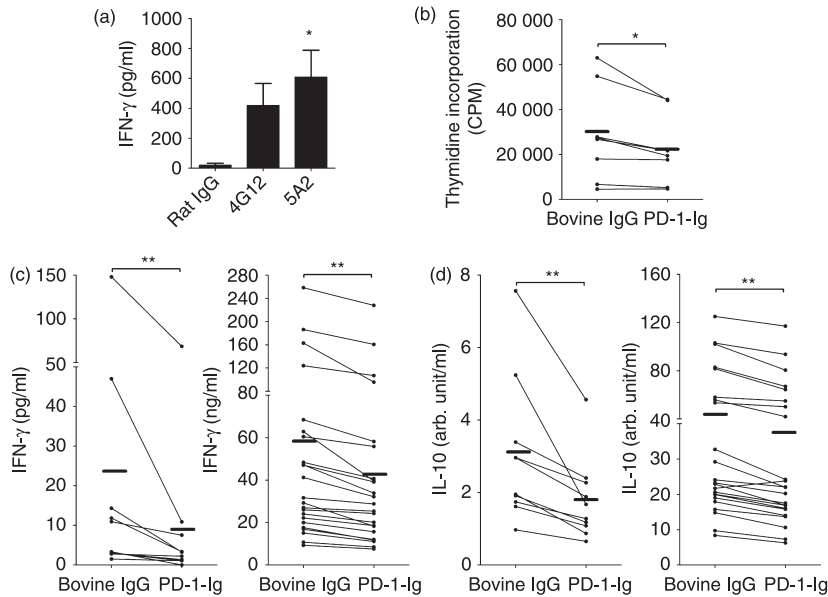 (a)
1000
800
600
400
200
0
IFN-γ (pg/ml)
*
Rat IgG
4G12
5A2
(b)
80 000
60 000
40 000
20 000
0
Thymidine incorporation
(CPM)
*
Bovine IgG PD-1-Ig
(c)
150
100
50
30
20
10
0
IFN-γ (pg/ml)
**
Bovine IgG PD-1-Ig
280
240
200
160
120
80
60
40
20
0
IFN-γ (ng/ml)
**
Bovine IgG PD-1-Ig
(d)
8
6
4
2
0
IL-10 (arb. unit/ml)
**
Bovine IgG PD-1-Ig
160
120
80
40
30
20
10
0
IL-10 (arb. unit/ml)
**
Bovine IgG PD-1-Ig